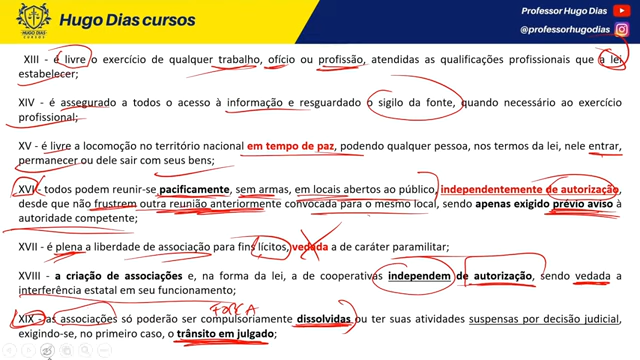 Hugo Dias cursos
HUGO DIAS
CURSOS
Professor Hugo Dias
@professorhugodias
XIII - é livre o exercício de qualquer trabalho, ofício ou profissão, atendidas as qualificações profissionais que a lei
estabelecer;
XIV - é assegurado a todos o acesso à informação e resguardado o sigilo da fonte, quando necessário ao exercício
profissional;
XV - é livre a locomoção no território nacional em tempo de paz, podendo qualquer pessoa, nos termos da lei, nele entrar,
permanecer ou dele sair com seus bens;
XVI - todos podem reunir-se pacificamente, sem armas, em locais abertos ao público, independentemente de autorização,
desde que não frustrem outra reunião anteriormente convocada para o mesmo local, sendo apenas exigido prévio aviso à
autoridade competente;
XVII - é plena a liberdade de associação para fins lícitos, vedada a de caráter paramilitar;
XVIII - a criação de associações e, na forma da lei, a de cooperativas independem de autorização, sendo vedada a
interferência estatal em seu funcionamento;
FORÇA
XIX - as associações só poderão ser compulsoriamente dissolvidas ou ter suas atividades suspensas por decisão judicial,
exigindo-se, no primeiro caso, o trânsito em julgado;